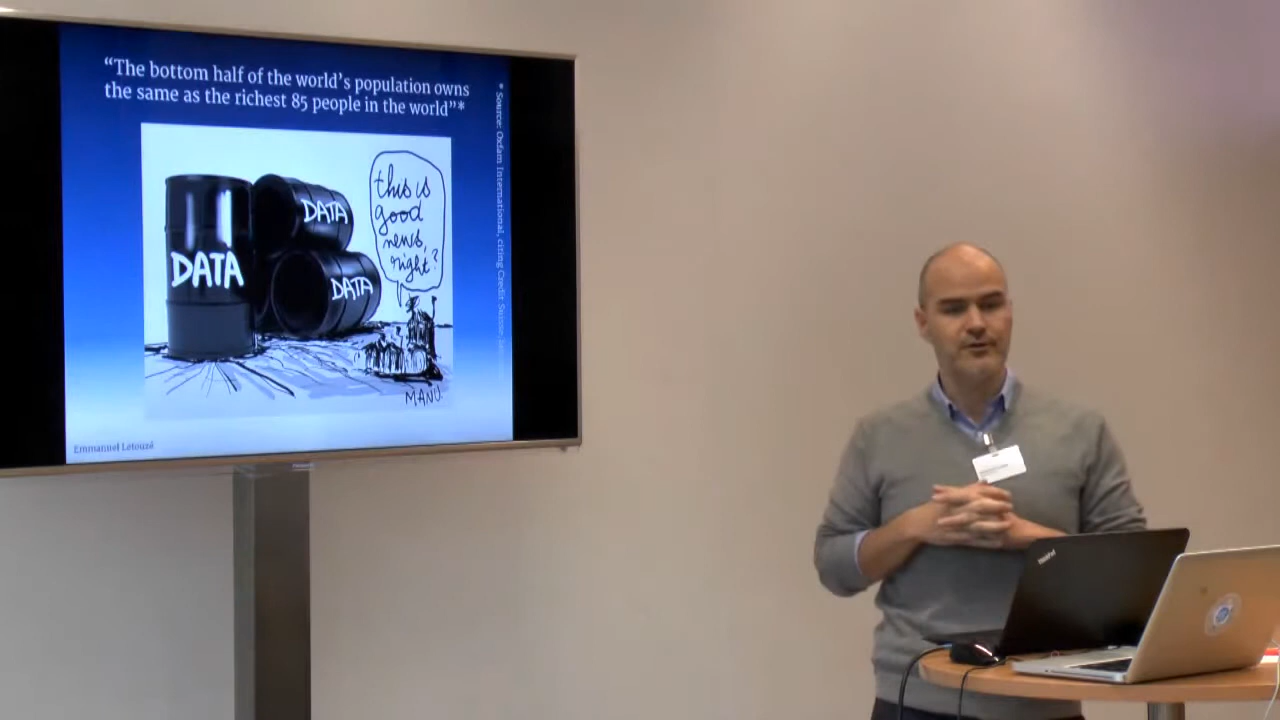 “The bottom half of the world’s population owns
the same as the richest 85 people in the world”*
* Source: Oxfam International, citing Credit Suisse,
this is
good
news,
right?
DATA
DATA
DATA
MANU.
Emmanuel Letouzé
ThinkPad